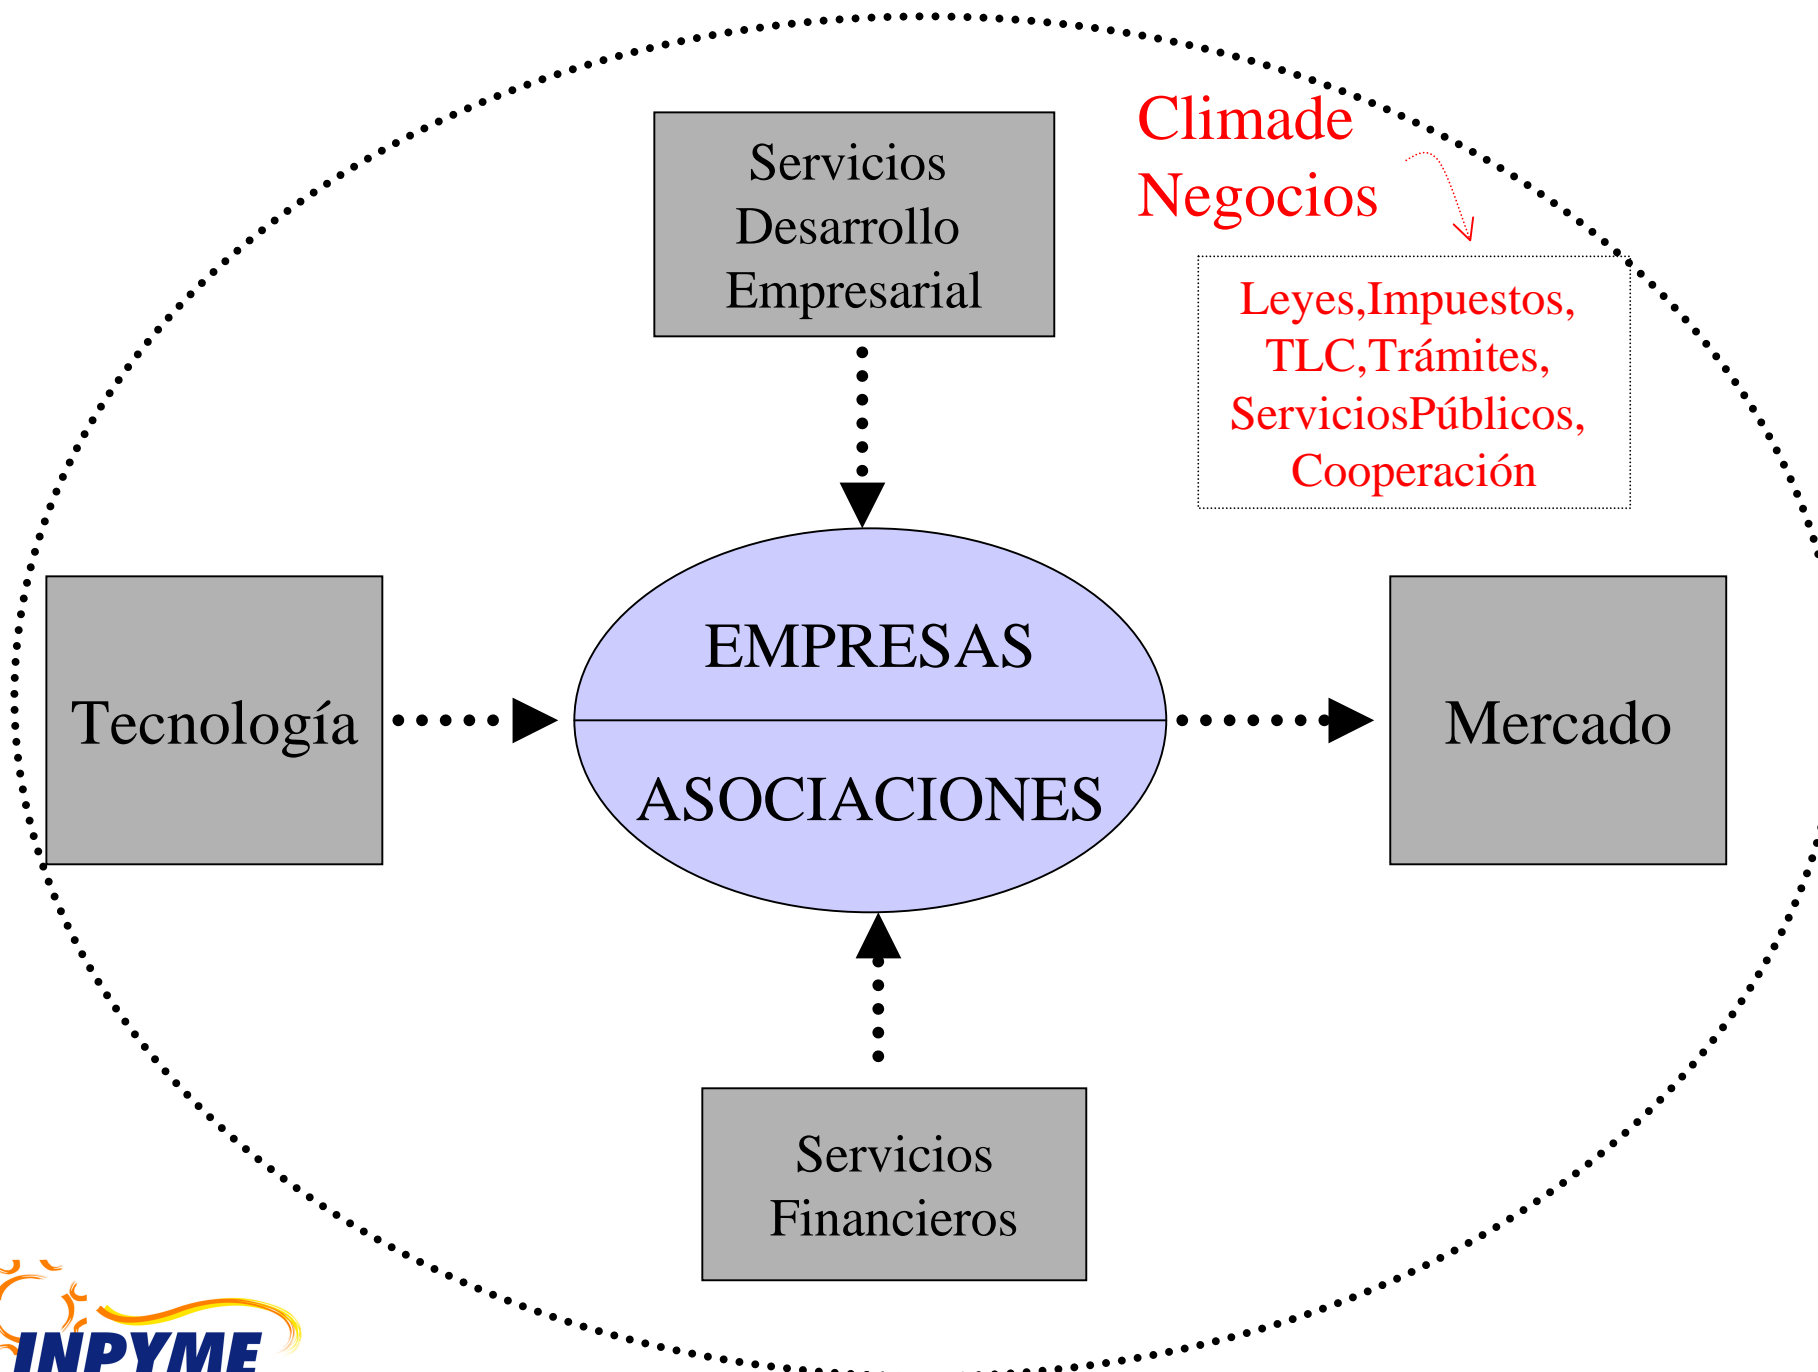 Climade
Negocios
Servicios
Desarrollo
Empresarial
Leyes,Impuestos,
TLC,Trámites,
ServiciosPúblicos,
Cooperación
Tecnología
EMPRESAS
ASOCIACIONES
Mercado
Servicios
Financieros
INPYME